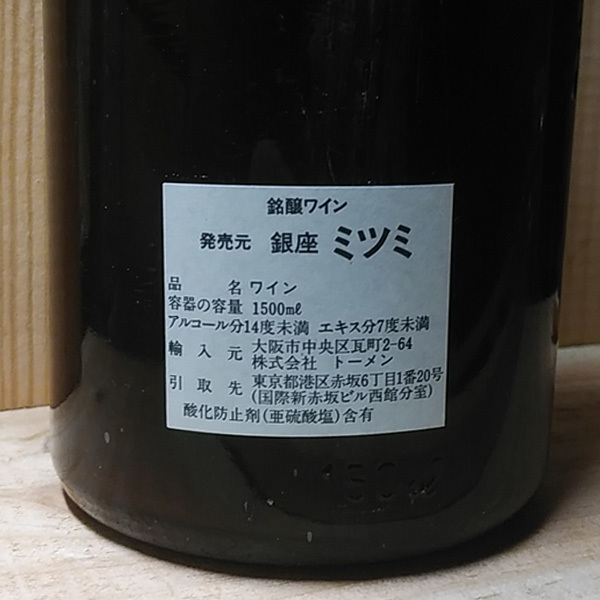 銘醸ワイン
発売元 銀座 ミツミ
品 名 ワイン
容器の容量 1500ml
アルコール分14度未満 エキス分7度未満
輸入元 大阪市中央区瓦町2-64
株式会社 トーメン
引取先 東京都港区赤坂6丁目1番20号
(国際新赤坂ビル西館分室)
酸化防止剤(亜硫酸塩)含有